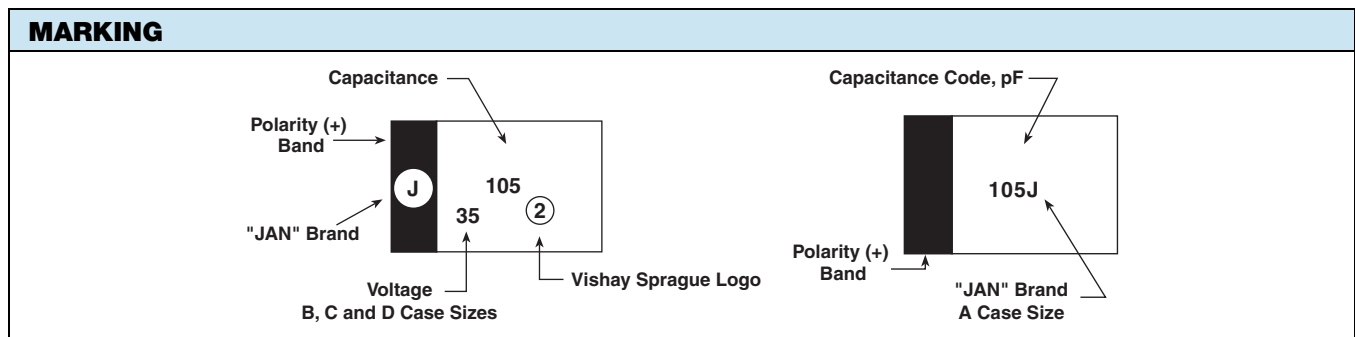 MARKING
Capacitance
Polarity (+)
Band
J
105
35
2
"JAN" Brand
Voltage
B, C and D Case Sizes
Vishay Sprague Logo
Capacitance Code, pF
105J
Polarity (+)
Band
"JAN" Brand
A Case Size